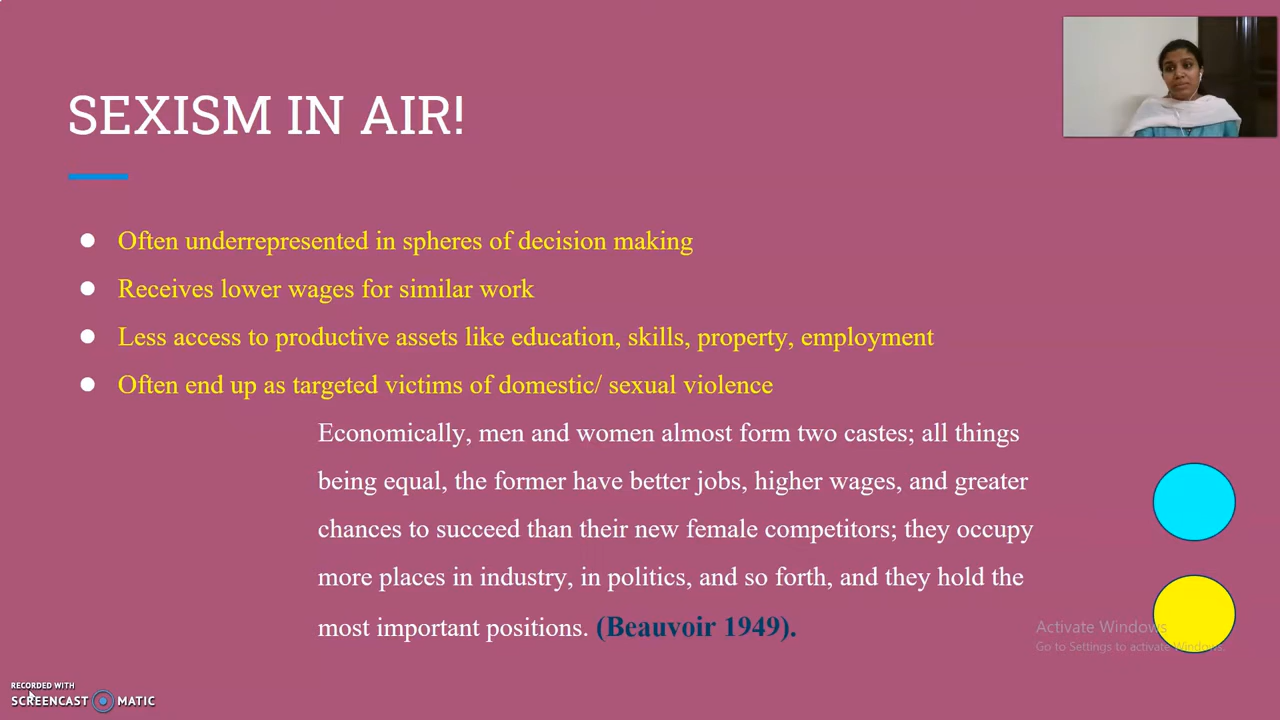 SEXISM IN AIR!
● Often underrepresented in spheres of decision making
● Receives lower wages for similar work
● Less access to productive assets like education, skills, property, employment
● Often end up as targeted victims of domestic/ sexual violence
Economically, men and women almost form two castes; all things
being equal, the former have better jobs, higher wages, and greater
chances to succeed than their new female competitors; they occupy
more places in industry, in politics, and so forth, and they hold the
most important positions. (Beauvoir 1949).
Activate Windows
Go to Settings to activate Windows.
RECORDED WITH
SCREENCAST MATIC